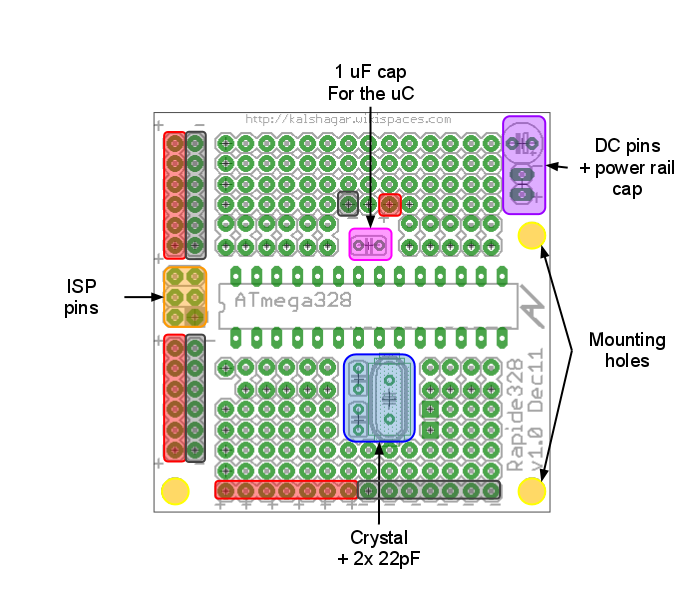 1 uF cap
For the uC
http://kalshagar.wikispaces.com
DC pins
+ power rail
cap
ISP
pins
ATmega328
Mounting
holes
Rapide328
v1.0 Dec11
Crystal
+ 2x 22pF